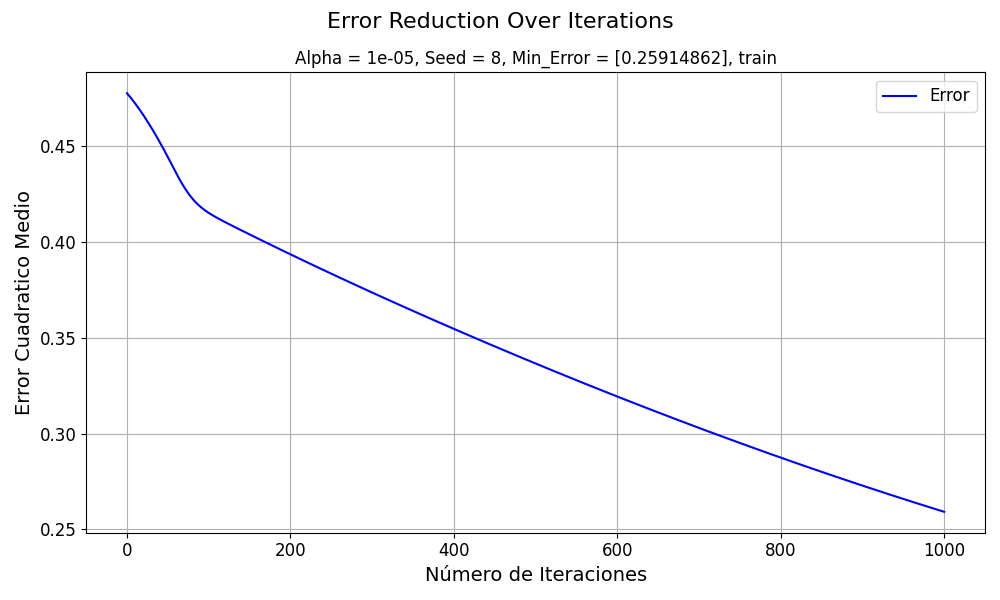 Error Reduction Over Iterations
Alpha = 1e-05, Seed = 8, Min_Error = [0.25914862], train
Error
Error Cuadratico Medio
0.45
0.40
0.35
0.30
0.25
0 200 400 600 800 1000
Número de Iteraciones